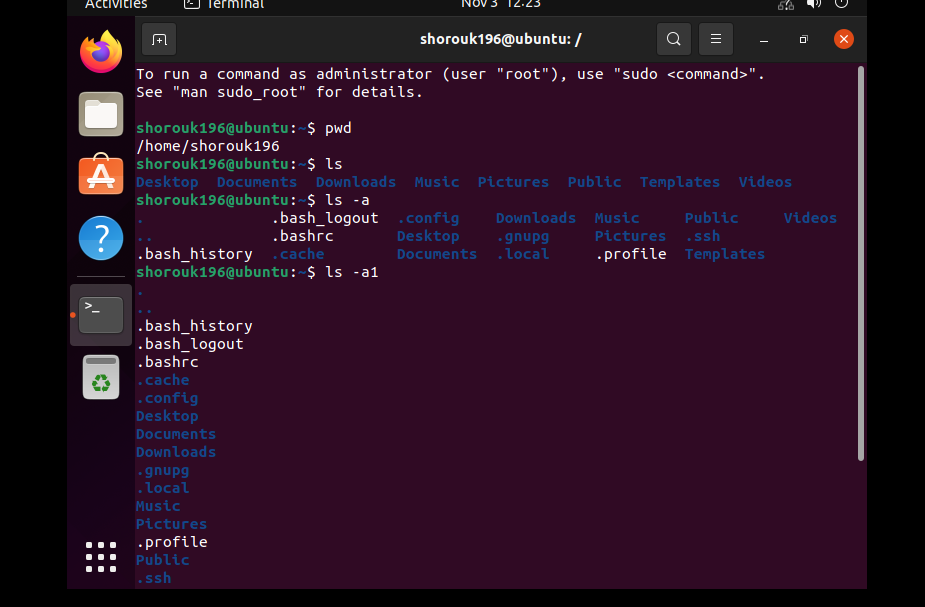 Activities Terminal Nov 3 12:23
shorouk196@ubuntu: /
To run a command as administrator (user "root"), use "sudo <command>".
See "man sudo_root" for details.
shorouk196@ubuntu:~$ pwd
/home/shorouk196
shorouk196@ubuntu:~$ ls
Desktop Documents Downloads Music Pictures Public Templates Videos
shorouk196@ubuntu:~$ ls -a
. .bash_logout .config Downloads Music Public Videos
.. .bashrc Desktop .gnupg Pictures .ssh
.bash_history .cache Documents .local .profile Templates
shorouk196@ubuntu:~$ ls -a1
.
..
.bash_history
.bash_logout
.bashrc
.cache
.config
Desktop
Documents
Downloads
.gnupg
.local
Music
Pictures
.profile
Public
.ssh